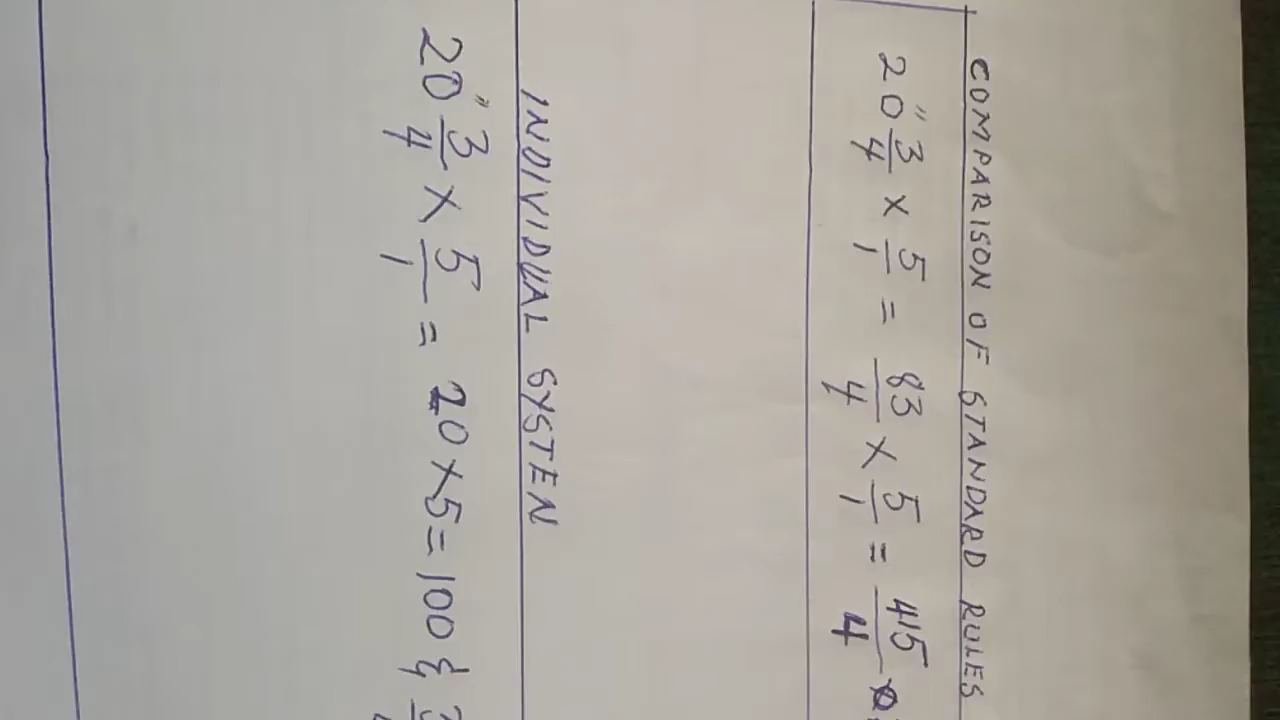 COMPARISON OF STANDARD RULES
20" 3/4 × 5/1 = 83/4 × 5/1 = 415/4
INDIVIDUAL SYSTEN
20" 3/4 × 5/1 = 20 × 5 = 100 &